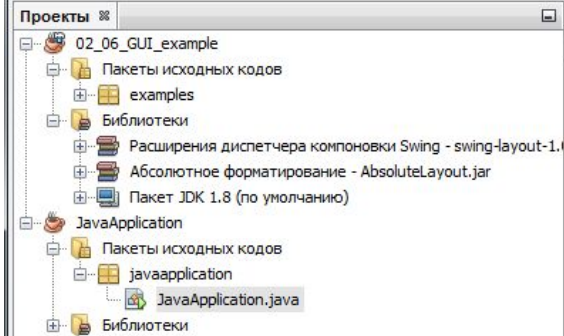 Проекты
02_06_GUI_example
Пакеты исходных кодов
examples
Библиотеки
Расширения диспетчера компоновки Swing - swing-layout-1.
Абсолютное форматирование - AbsoluteLayout.jar
Пакет JDK 1.8 (по умолчанию)
JavaApplication
Пакеты исходных кодов
javaapplication
JavaApplication.java
Библиотеки